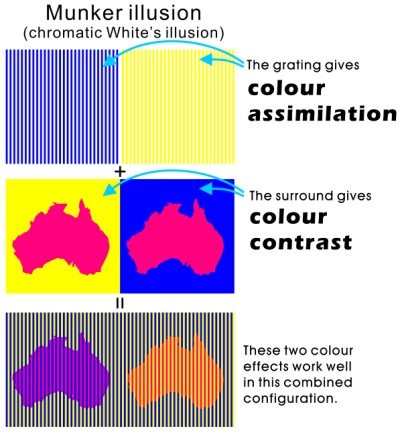 Munker illusion
(chromatic White's illusion)
The grating gives
colour
assimilation
+
The surround gives
colour
contrast
=
These two colour
effects work well
in this combined
configuration.